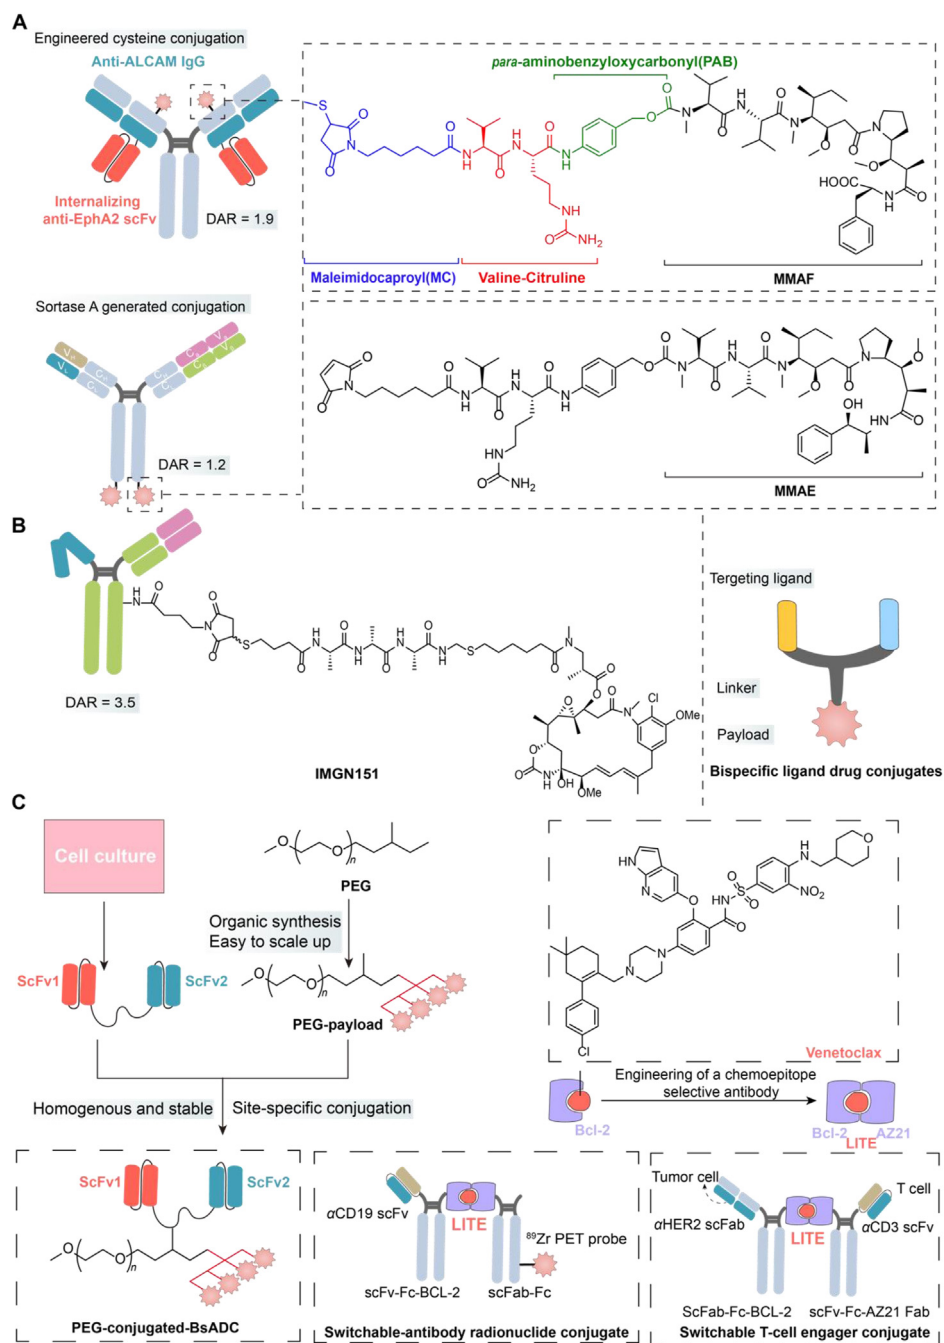 A
Engineered cysteine conjugation
Anti-ALCAM IgG
Internalizing
anti-EphA2 scFv
DAR = 1.9
para-aminobenzyloxycarbonyl(PAB)
Maleimidocaproyl(MC)
Valine-Citruline
MMAF
Sortase A generated conjugation
DAR = 1.2
MMAE
B
DAR = 3.5
IMGN151
Targeting ligand
Linker
Payload
Bispecific ligand drug conjugates
C
Cell culture
PEG
Organic synthesis
Easy to scale up
ScFv1
ScFv2
PEG-payload
Homogenous and stable
Site-specific conjugation
ScFv1
ScFv2
PEG-conjugated-BsADC
Venetoclax
Engineering of a chemoepitope
selective antibody
Bcl-2
Bcl-2
AZ21
LITE
αCD19 scFv
LITE
89Zr PET probe
scFv-Fc-BCL-2
scFab-Fc
Switchable-antibody radionuclide conjugate
Tumor cell
T cell
αHER2 scFab
αCD3 scFv
LITE
ScFab-Fc-BCL-2
scFv-Fc-AZ21 Fab
Switchable T-cell engager conjugate